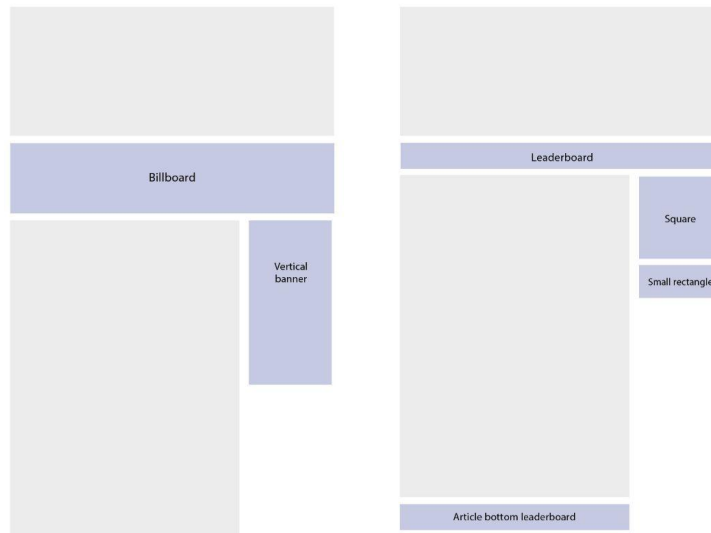 Billboard
Vertical
banner
Leaderboard
Square
Small rectangle
Article bottom leaderboard